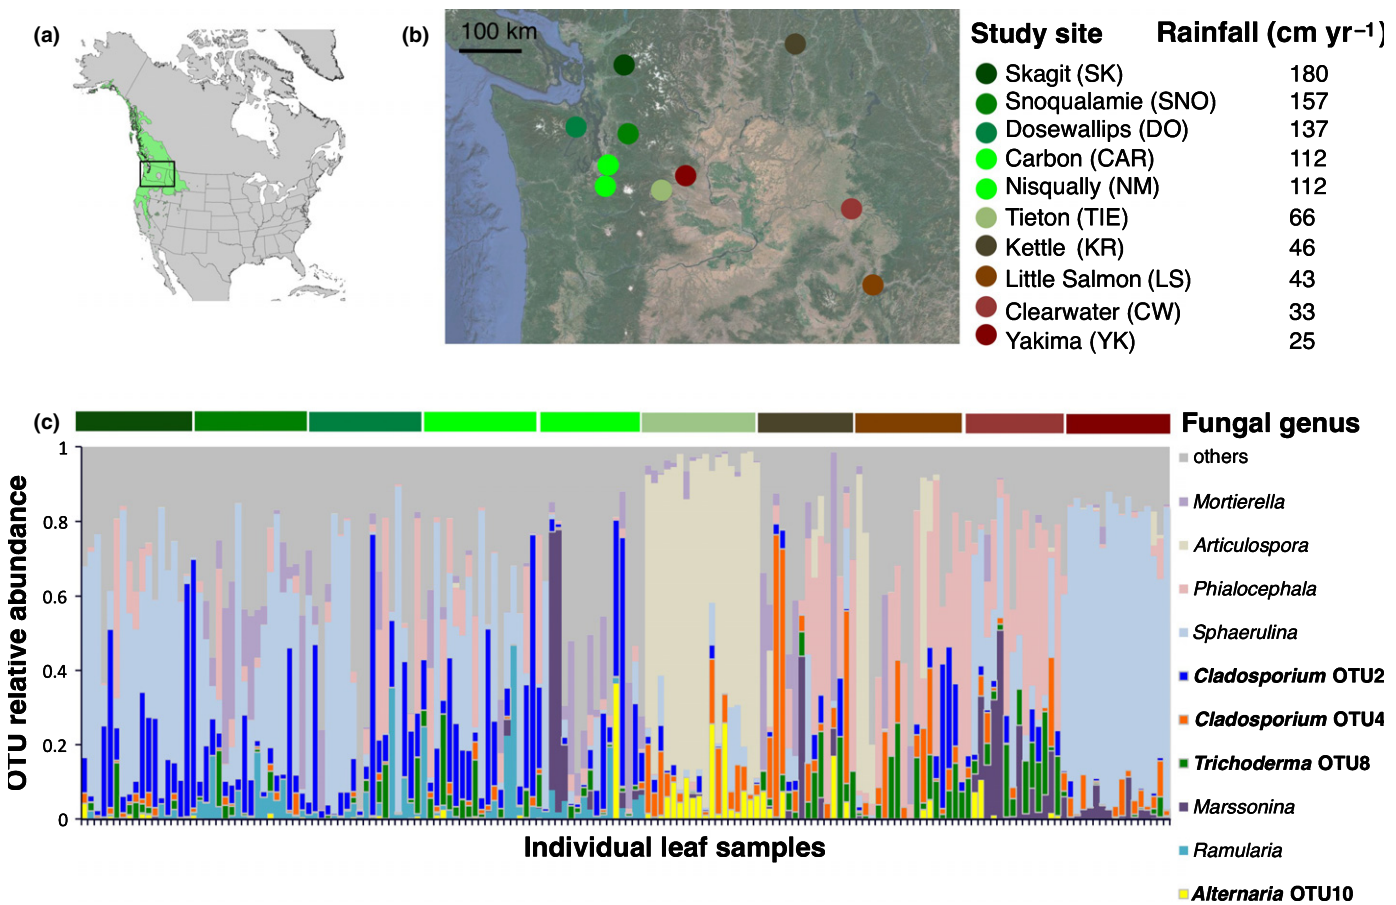 (a)
(b)
100 km
Study site Rainfall (cm yr–1)
Skagit (SK) 180
Snoqualamie (SNO) 157
Dosewallips (DO) 137
Carbon (CAR) 112
Nisqually (NM) 112
Tieton (TIE) 66
Kettle (KR) 46
Little Salmon (LS) 43
Clearwater (CW) 33
Yakima (YK) 25
(c)
OTU relative abundance
1
0.8
0.6
0.4
0.2
0
Individual leaf samples
Fungal genus
others
Mortierella
Articulospora
Phialocephala
Sphaerulina
Cladosporium OTU2
Cladosporium OTU4
Trichoderma OTU8
Marssonina
Ramularia
Alternaria OTU10